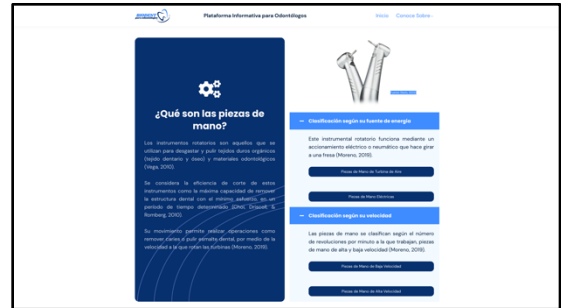 Plataforma Informativa para Odontólogos
Inicio
Conoce Sobre
¿Qué son las piezas de
mano?
Los instrumentos rotatorios son aquellos que se
utilizan para desgastar y pulir tejidos duros orgánicos
(tejido dentario y óseo) y materiales odontológicos
(Vega, 2010).
Se considera la eficiencia de corte de estos
instrumentos como la máxima capacidad de remover
la estructura dental con el mínimo esfuerzo en un
periodo de tiempo determinado (Choi, Driscoll, &
Romberg, 2010).
Su movimiento permite realizar operaciones como
remover caries o pulir esmalte dental, por medio de la
velocidad a la que rotan las turbinas (Moreno, 2019).
— Clasificación según su fuente de energía
Este instrumental rotatorio funciona mediante un
accionamiento eléctrico o neumático que hace girar
a una fresa (Moreno, 2019).
Piezas de Mano de Turbina de Aire
Piezas de Mano Eléctricas
— Clasificación según su velocidad
Las piezas de mano se clasifican según el número
de revoluciones por minuto a la que trabajan, piezas
de mano de alta y baja velocidad (Moreno, 2019).
Piezas de Mano de Baja Velocidad
Piezas de Mano de Alta Velocidad